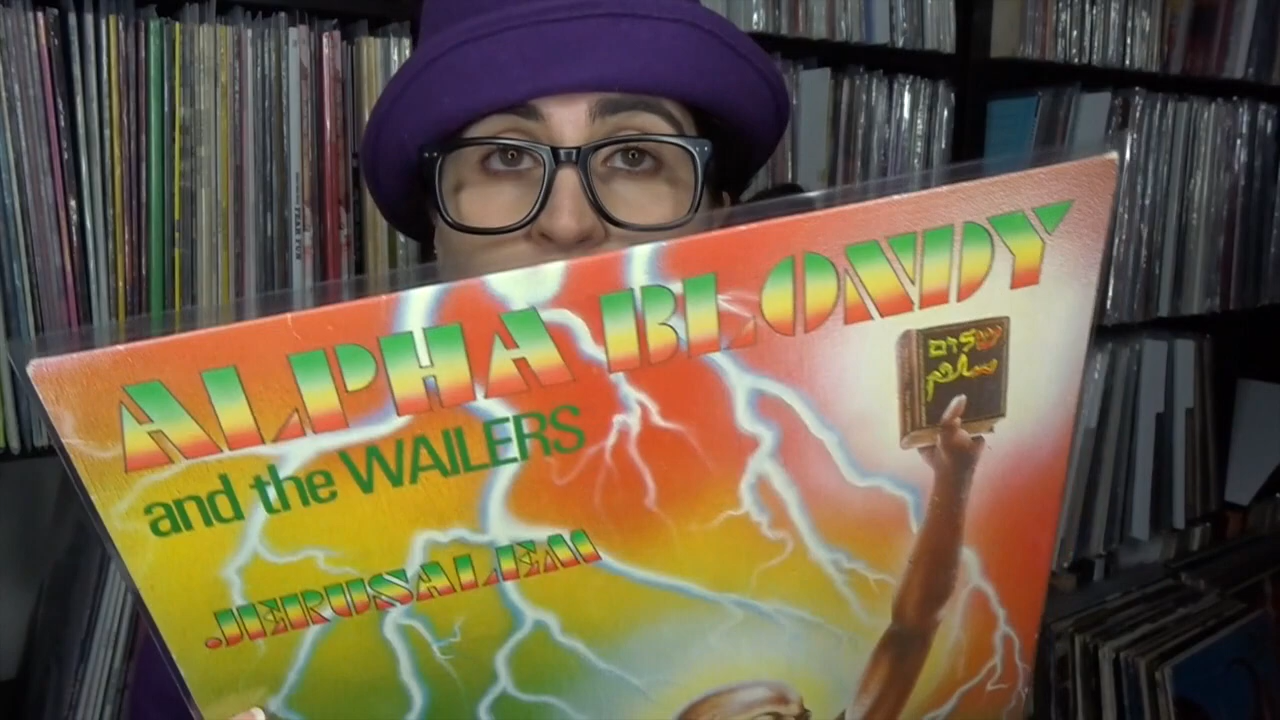 ALPHA BLONDY
and the WAILERS
JERUSALEM
שלום
سلام